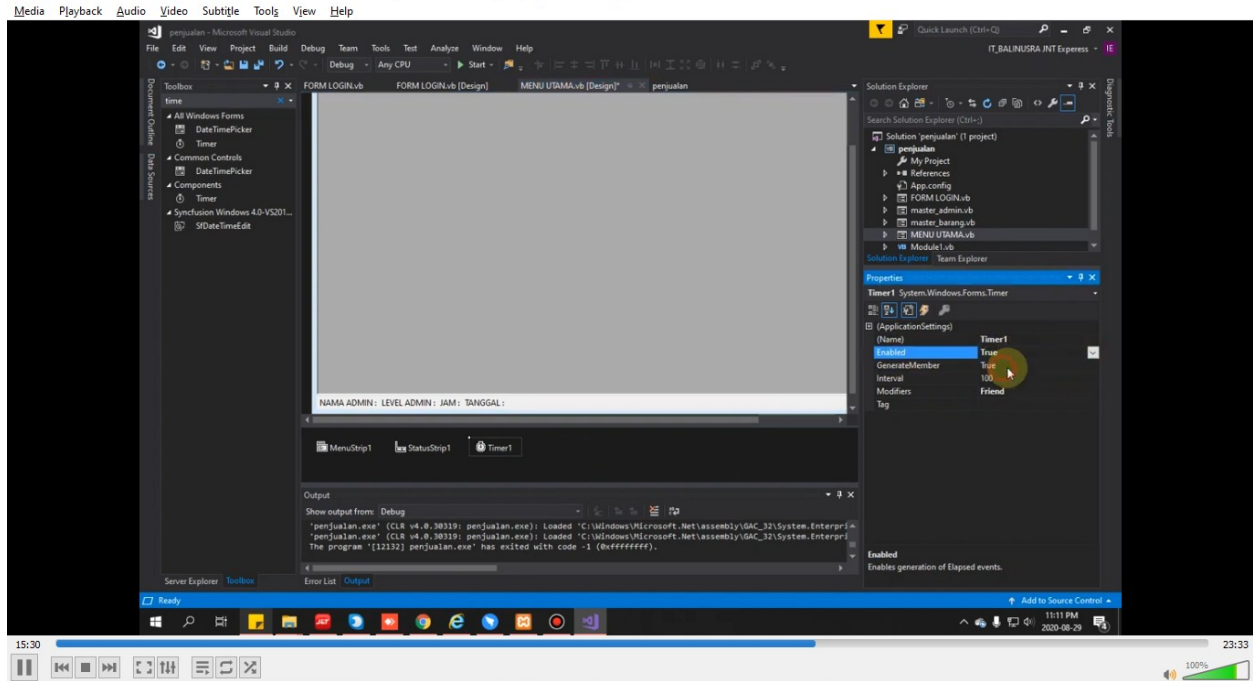 Media Playback Audio Video Subtitle Tools View Help
penjualan - Microsoft Visual Studio
Quick Launch (Ctrl+Q)
File Edit View Project Build Debug Team Tools Test Analyze Window Help
IT_BALINUSRA JNT Experess
IE
Debug Any CPU Start
Document Outline
Data Sources
Toolbox
time
All Windows Forms
DateTimePicker
Timer
Common Controls
DateTimePicker
Components
Timer
Syncfusion Windows 4.0-VS201...
SfDateTimeEdit
Server Explorer Toolbox
FORM LOGIN.vb FORM LOGIN.vb [Design] MENU UTAMA.vb [Design]* penjualan
NAMA ADMIN : LEVEL ADMIN : JAM : TANGGAL :
MenuStrip1 StatusStrip1 Timer1
Output
Show output from: Debug
'penjualan.exe' (CLR v4.0.30319: penjualan.exe): Loaded 'C:\Windows\Microsoft.Net\assembly\GAC_32\System.Enterpri
'penjualan.exe' (CLR v4.0.30319: penjualan.exe): Loaded 'C:\Windows\Microsoft.Net\assembly\GAC_32\System.Enterpri
The program '[12132] penjualan.exe' has exited with code -1 (0xffffffff).
Error List Output
Solution Explorer
Search Solution Explorer (Ctrl+;)
Solution 'penjualan' (1 project)
penjualan
My Project
References
App.config
FORM LOGIN.vb
master_admin.vb
master_barang.vb
MENU UTAMA.vb
Module1.vb
Solution Explorer Team Explorer
Diagnostic Tools
Properties
Timer1 System.Windows.Forms.Timer
(ApplicationSettings)
(Name) Timer1
Enabled True
GenerateMember True
Interval 100
Modifiers Friend
Tag
Enabled
Enables generation of Elapsed events.
Ready
Add to Source Control
11:11 PM
2020-08-29
4
15:30
23:33
100%